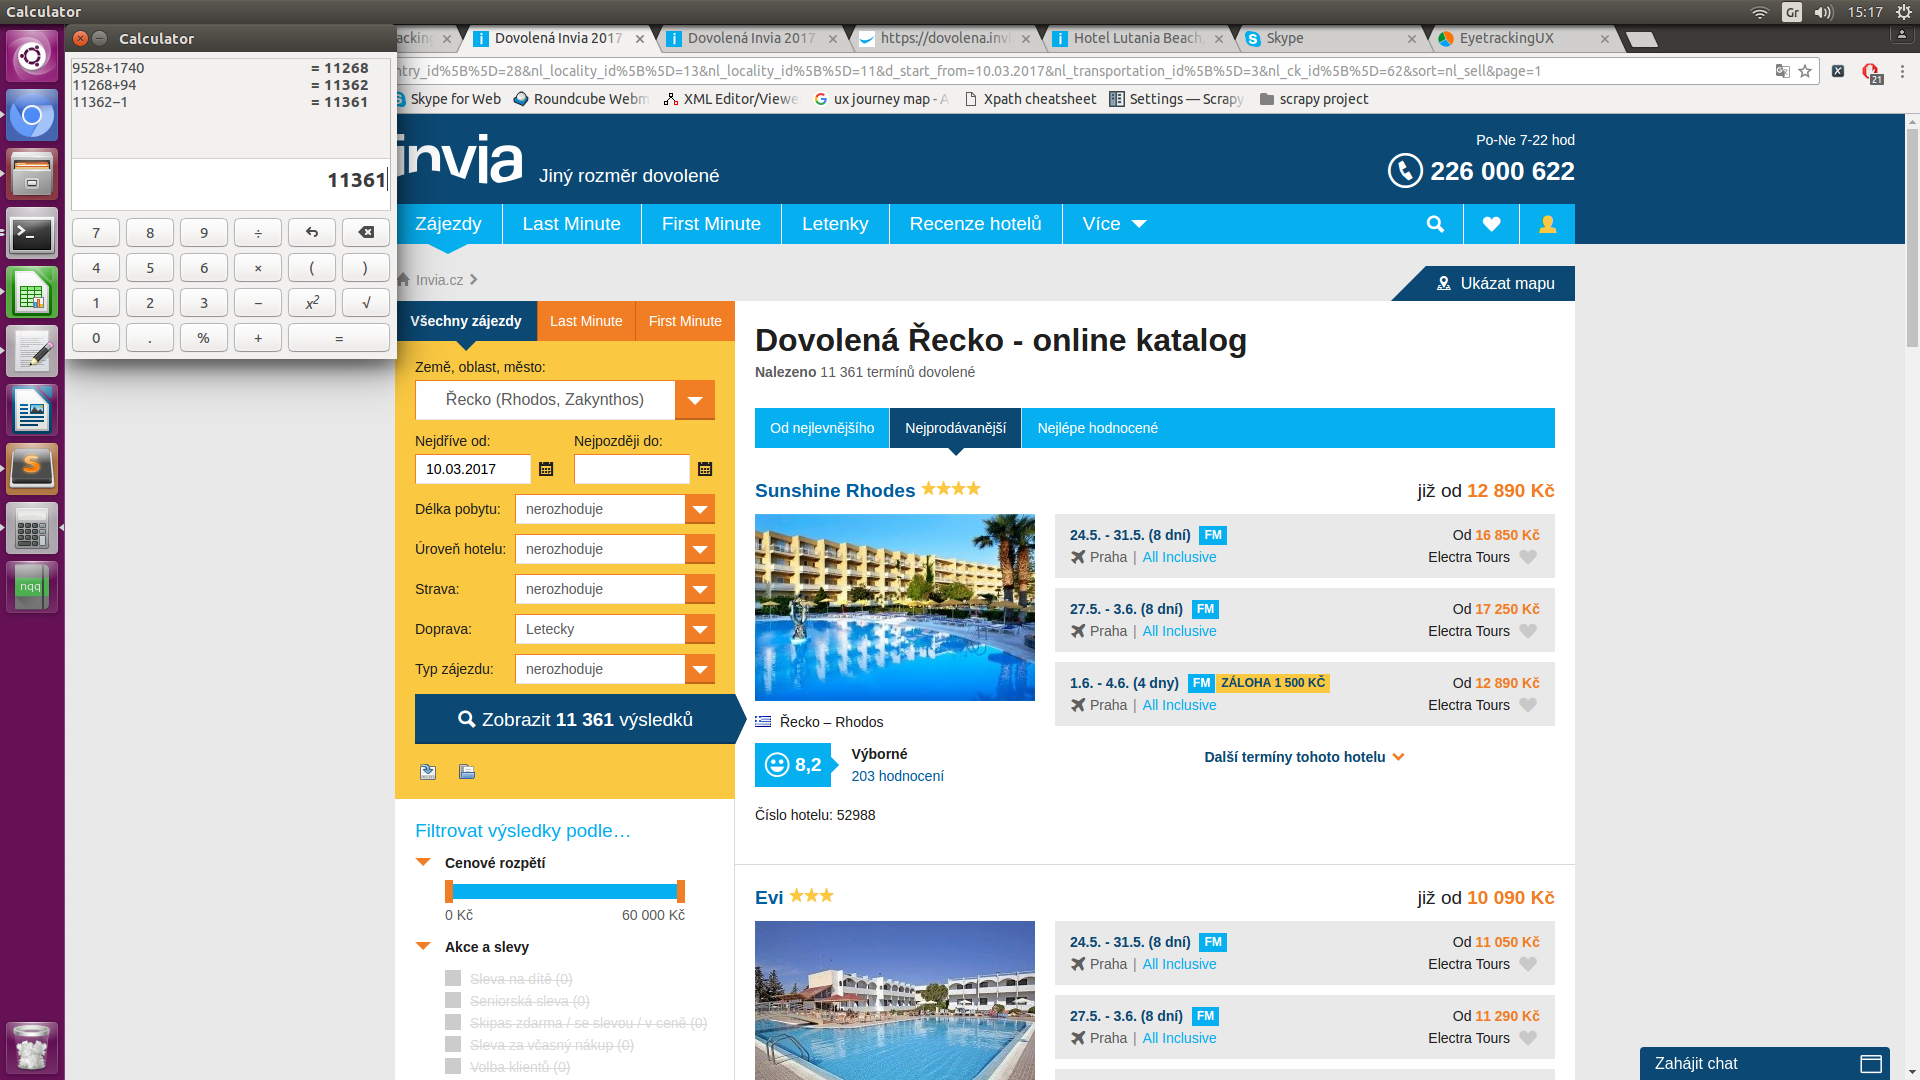 Calculator
Gr
15:17
Calculator
Dovolená Invia 2017
Dovolená Invia 2017
https://dovolena.invi
Hotel Lutania Beach,
Skype
EyetrackingUX
9528+1740 = 11268
11268+94 = 11362
11362−1 = 11361
11361
7 8 9 ÷
4 5 6 × ( )
1 2 3 − x² √
0 . % + =
ntry_id%5B%5D=28&nl_locality_id%5B%5D=13&nl_locality_id%5B%5D=11&d_start_from=10.03.2017&nl_transportation_id%5B%5D=3&nl_ck_id%5B%5D=62&sort=nl_sell&page=1
21
Skype for Web
Roundcube Webm
XML Editor/Viewe
ux journey map - A
Xpath cheatsheet
Settings — Scrapy
scrapy project
invia
Jiný rozměr dovolené
Po-Ne 7-22 hod
226 000 622
Zájezdy
Last Minute
First Minute
Letenky
Recenze hotelů
Více
Invia.cz
Ukázat mapu
Všechny zájezdy
Last Minute
First Minute
Země, oblast, město:
Řecko (Rhodos, Zakynthos)
Nejdříve od:
Nejpozději do:
10.03.2017
Délka pobytu: nerozhoduje
Úroveň hotelu: nerozhoduje
Strava: nerozhoduje
Doprava: Letecky
Typ zájezdu: nerozhoduje
Zobrazit 11 361 výsledků
Filtrovat výsledky podle…
Cenové rozpětí
0 Kč
60 000 Kč
Akce a slevy
Sleva na dítě (0)
Seniorská sleva (0)
Skipas zdarma / se slevou / v ceně (0)
Sleva za včasný nákup (0)
Volba klientů (0)
Dovolená Řecko - online katalog
Nalezeno 11 361 termínů dovolené
Od nejlevnějšího
Nejprodávanější
Nejlépe hodnocené
Sunshine Rhodes
již od 12 890 Kč
24.5. - 31.5. (8 dní) FM
Od 16 850 Kč
Praha | All Inclusive
Electra Tours
27.5. - 3.6. (8 dní) FM
Od 17 250 Kč
Praha | All Inclusive
Electra Tours
1.6. - 4.6. (4 dny) FM ZÁLOHA 1 500 KČ
Od 12 890 Kč
Praha | All Inclusive
Electra Tours
Další termíny tohoto hotelu
Řecko – Rhodos
8,2
Výborné
203 hodnocení
Číslo hotelu: 52988
Evi
již od 10 090 Kč
24.5. - 31.5. (8 dní) FM
Od 11 050 Kč
Praha | All Inclusive
Electra Tours
27.5. - 3.6. (8 dní) FM
Od 11 290 Kč
Praha | All Inclusive
Electra Tours
Zahájit chat
nqq